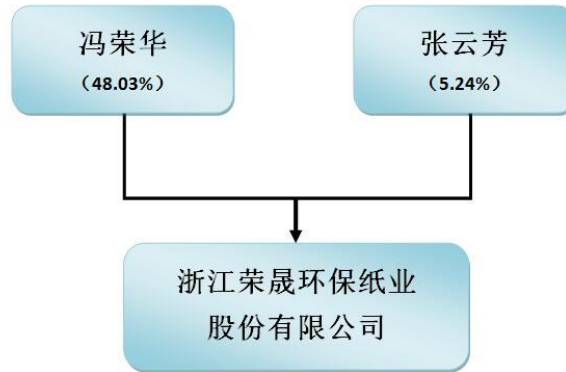 冯荣华
（48.03%）
张云芳
（5.24%）
浙江荣晟环保纸业
股份有限公司